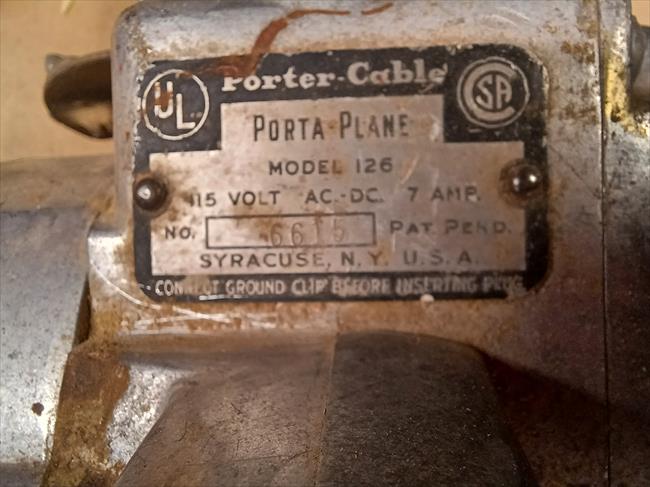 UL Porter-Cable CSA
PORTA-PLANE
MODEL 126
115 VOLT AC.-DC. 7 AMP.
NO. 6615 PAT. PEND.
SYRACUSE, N.Y. U.S.A.
CONNECT GROUND CLIP BEFORE INSERTING PLUG